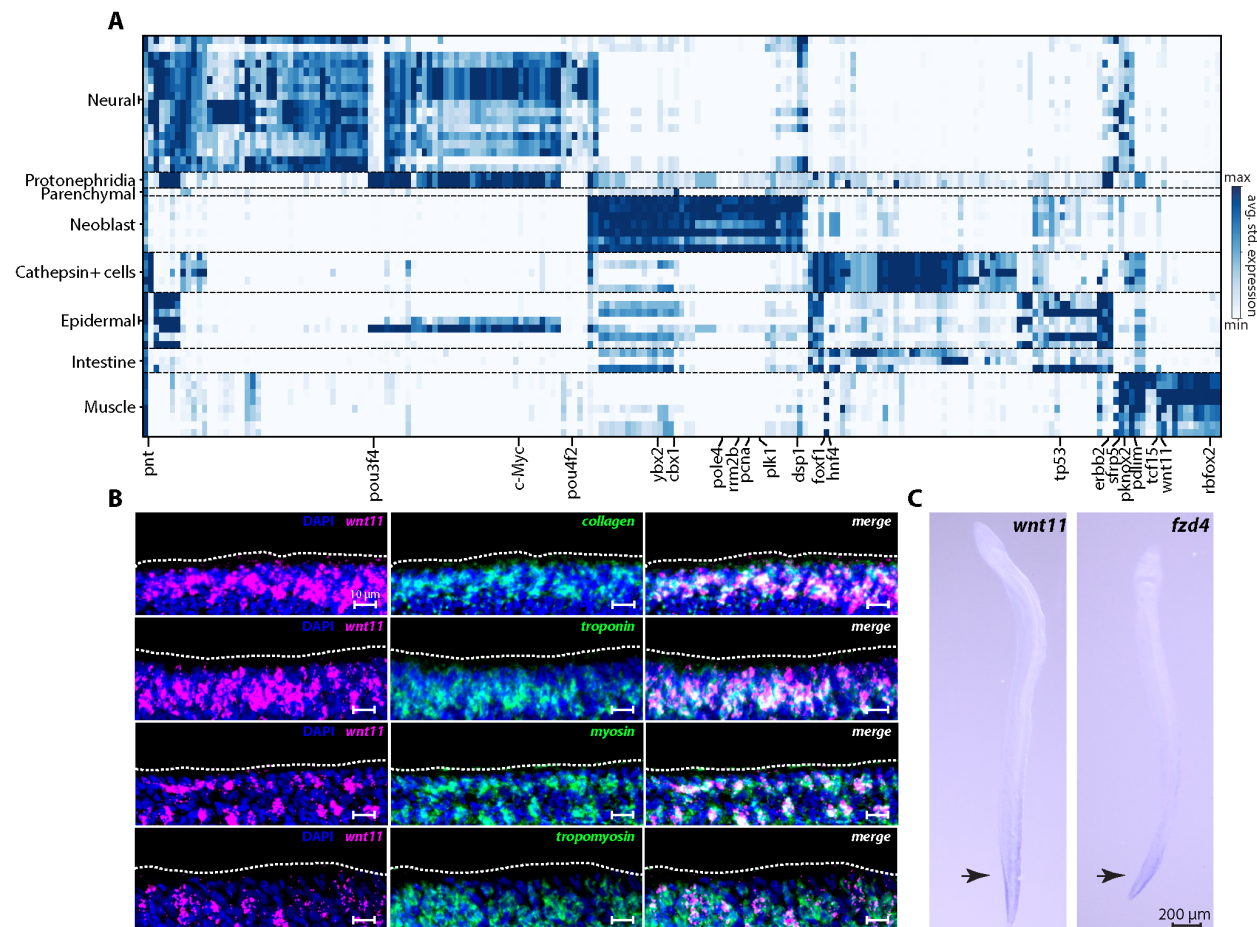 A
Neural
Protonephridia
Parenchymal
Neoblast
Cathepsin+ cells
Epidermal
Intestine
Muscle
max
avg. std. expression
min
pnt
pou3f4
c-Myc
pou4f2
ybx2
cbx1
pole4
rrm2b
pcna
plk1
dsp1
foxf1
hnf4
tp53
erbb2
sfrp5
pknox2
pdlim
tcf15
wnt11
rbfox2
B
DAPI wnt11
collagen
merge
10 µm
DAPI wnt11
troponin
merge
DAPI wnt11
myosin
merge
DAPI wnt11
tropomyosin
merge
C
wnt11
fzd4
200 µm